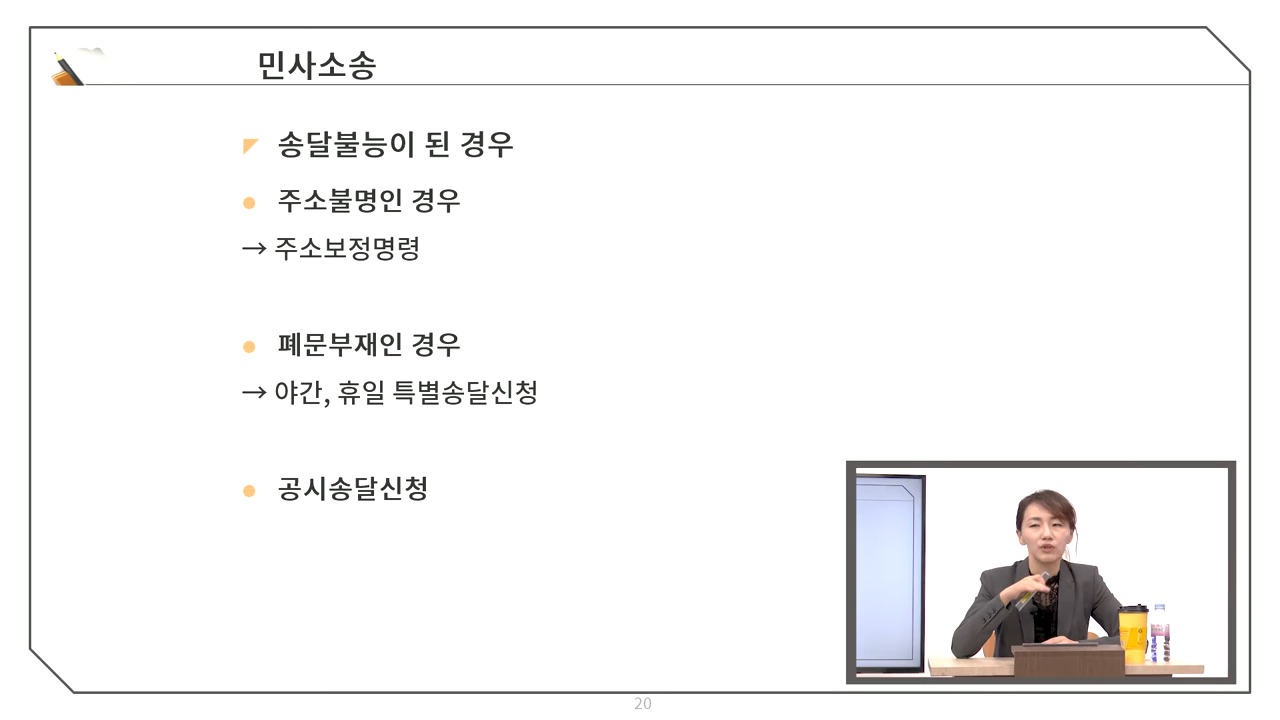 민사소송
송달불능이 된 경우
주소불명인 경우
→ 주소보정명령
폐문부재인 경우
→ 야간, 휴일 특별송달신청
공시송달신청
20